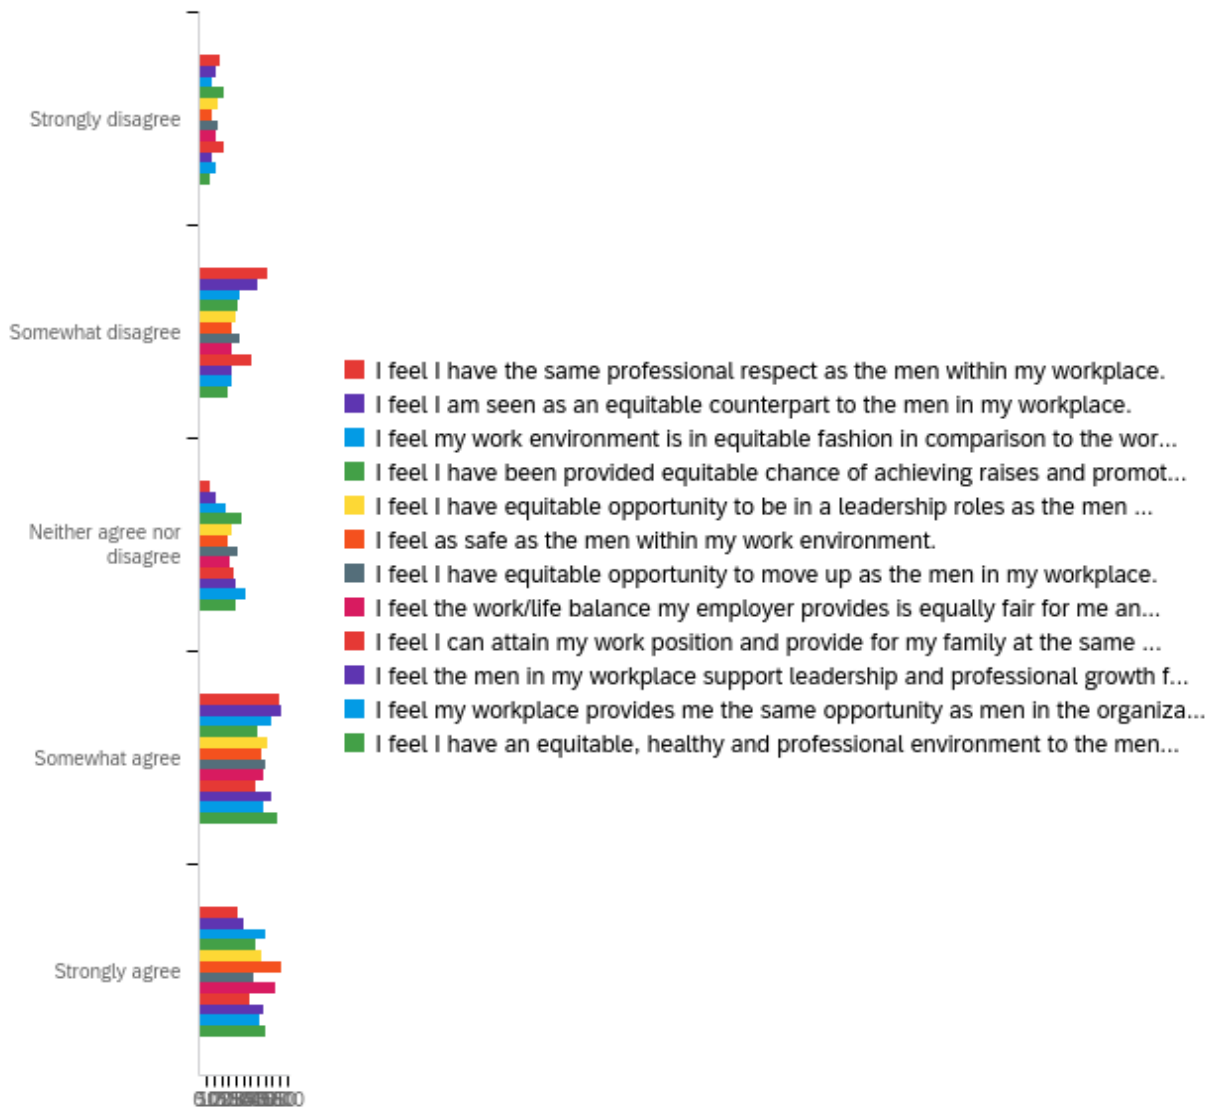 Strongly disagree
Somewhat disagree
Neither agree nor
disagree
Somewhat agree
Strongly agree
I feel I have the same professional respect as the men within my workplace.
I feel I am seen as an equitable counterpart to the men in my workplace.
I feel my work environment is in equitable fashion in comparison to the wor...
I feel I have been provided equitable chance of achieving raises and promot...
I feel I have equitable opportunity to be in a leadership roles as the men ...
I feel as safe as the men within my work environment.
I feel I have equitable opportunity to move up as the men in my workplace.
I feel the work/life balance my employer provides is equally fair for me an...
I feel I can attain my work position and provide for my family at the same ...
I feel the men in my workplace support leadership and professional growth f...
I feel my workplace provides me the same opportunity as men in the organiza...
I feel I have an equitable, healthy and professional environment to the men...